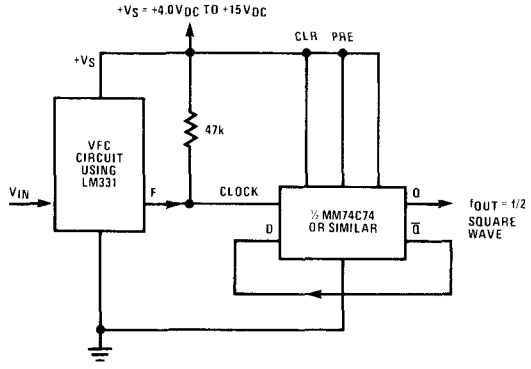 +VS = +4.0VDC TO +15VDC
CLR PRE
+VS
47k
VFC
CIRCUIT
USING
LM331
VIN
F
CLOCK
D
½ MM74C74
OR SIMILAR
Q
Q̅
fOUT = f/2
SQUARE
WAVE